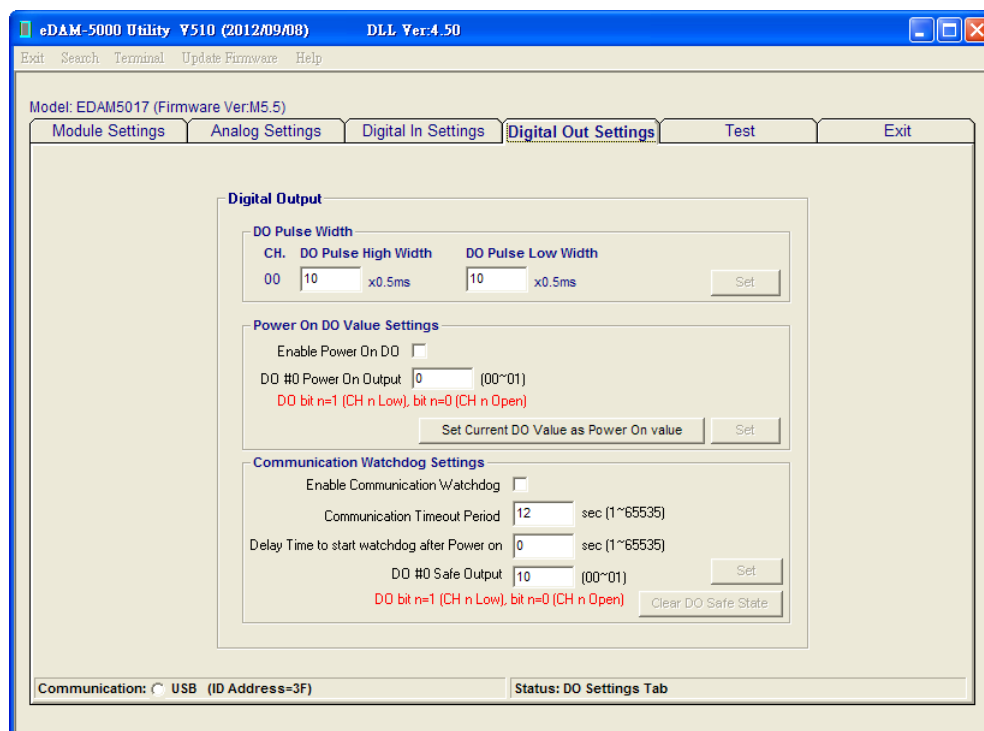 eDAM-5000 Utility V510 (2012/09/08) DLL Ver:4.50
Exit Search Terminal Update Firmware Help
Model: EDAM5017 (Firmware Ver:M5.5)
Module Settings Analog Settings Digital In Settings Digital Out Settings Test Exit
Digital Output
DO Pulse Width
CH. DO Pulse High Width DO Pulse Low Width
00 10 x0.5ms 10 x0.5ms Set
Power On DO Value Settings
Enable Power On DO
DO #0 Power On Output 0 (00~01)
DO bit n=1 (CH n Low), bit n=0 (CH n Open)
Set Current DO Value as Power On value Set
Communication Watchdog Settings
Enable Communication Watchdog
Communication Timeout Period 12 sec (1~65535)
Delay Time to start watchdog after Power on 0 sec (1~65535)
DO #0 Safe Output 10 (00~01) Set
DO bit n=1 (CH n Low), bit n=0 (CH n Open) Clear DO Safe State
Communication: USB (ID Address=3F) Status: DO Settings Tab